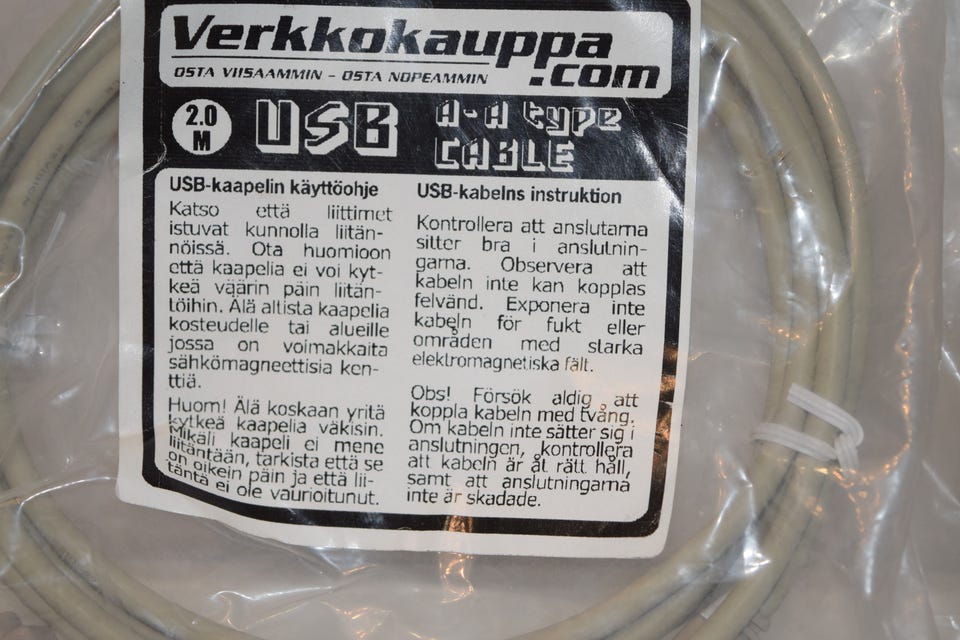 Verkkokauppa
.com
OSTA VIISAAMMIN - OSTA NOPEAMMIN
2.0
M
USB
A-A type
CABLE
USB-kaapelin käyttöohje
Katso että liittimet
istuvat kunnolla liitän-
nöissä. Ota huomioon
että kaapelia ei voi kyt-
keä väärin päin liitän-
töihin. Älä altista kaapelia
kosteudelle tai alueille
jossa on voimakkaita
sähkömagneettisia ken-
ttiä.
Huom! Älä koskaan yritä
kytkeä kaapelia väkisin.
Mikäli kaapeli ei mene
liitäntään, tarkista että se
on oikein päin ja että lii-
täntä ei ole vaurioitunut.
USB-kabelns instruktion
Kontrollera att anslutarna
sitter bra i anslutnin-
garna. Observera att
kabeln inte kan kopplas
felvänd. Exponera inte
kabeln för fukt eller
områden med starka
elektromagnetiska fält.
Obs! Försök aldig att
koppla kabeln med tvång.
Om kabeln inte sätter sig i
anslutningen, kontrollera
att kabeln är åt rätt håll,
samt att anslutningarna
inte är skadade.